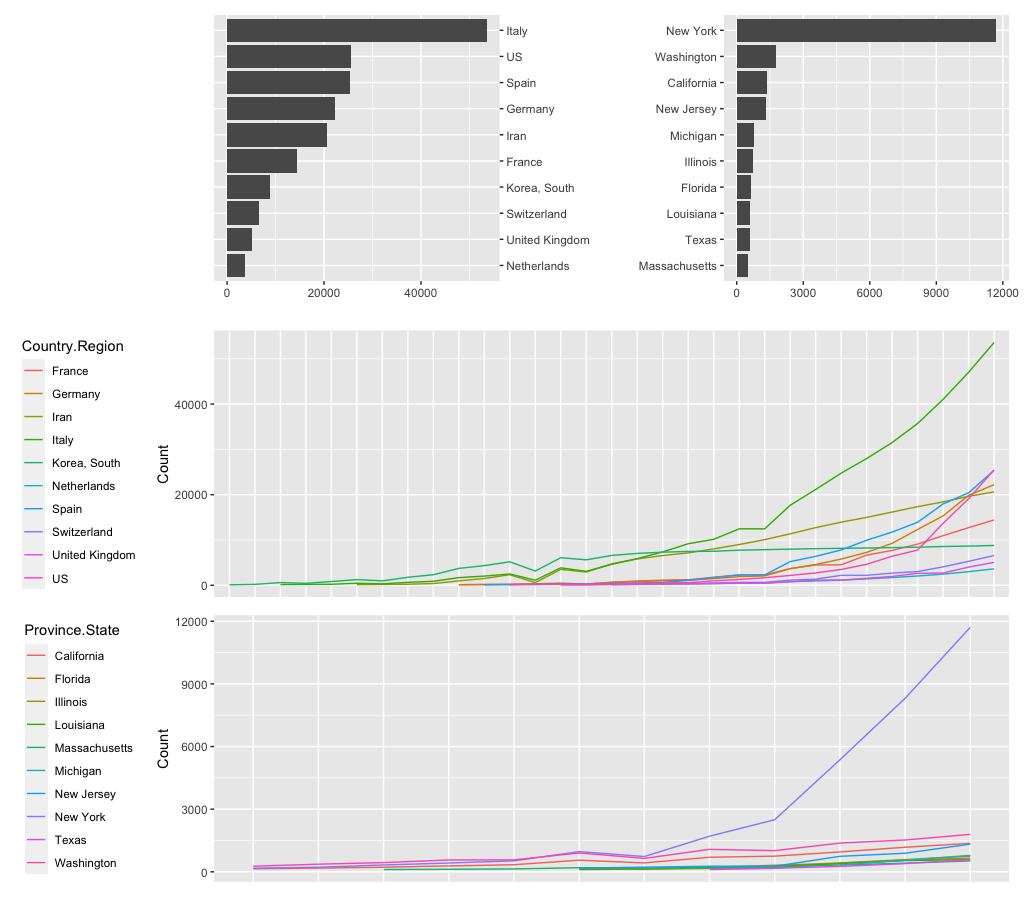 Italy
US
Spain
Germany
Iran
France
Korea, South
Switzerland
United Kingdom
Netherlands
0 20000 40000
New York
Washington
California
New Jersey
Michigan
Illinois
Florida
Louisiana
Texas
Massachusetts
0 3000 6000 9000 12000
Country.Region
France
Germany
Iran
Italy
Korea, South
Netherlands
Spain
Switzerland
United Kingdom
US
Count
40000
20000
0
Province.State
California
Florida
Illinois
Louisiana
Massachusetts
Michigan
New Jersey
New York
Texas
Washington
Count
12000
9000
6000
3000
0